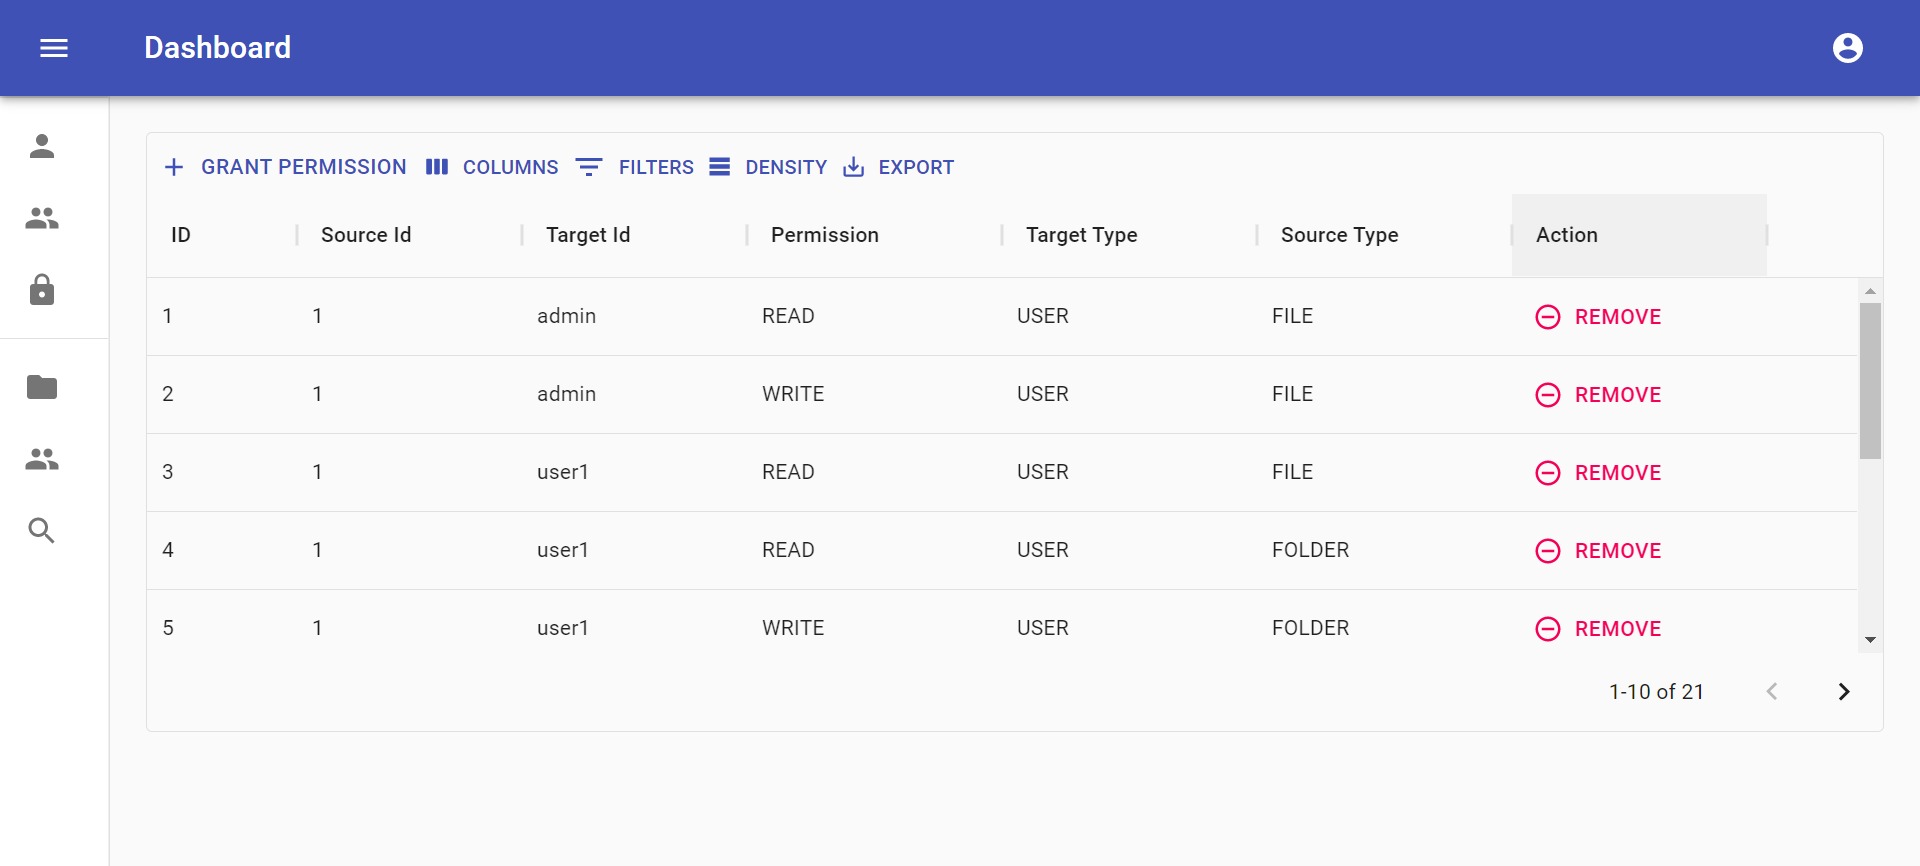 Dashboard
GRANT PERMISSION COLUMNS FILTERS DENSITY EXPORT
ID Source Id Target Id Permission Target Type Source Type Action
1 1 admin READ USER FILE REMOVE
2 1 admin WRITE USER FILE REMOVE
3 1 user1 READ USER FILE REMOVE
4 1 user1 READ USER FOLDER REMOVE
5 1 user1 WRITE USER FOLDER REMOVE
1-10 of 21